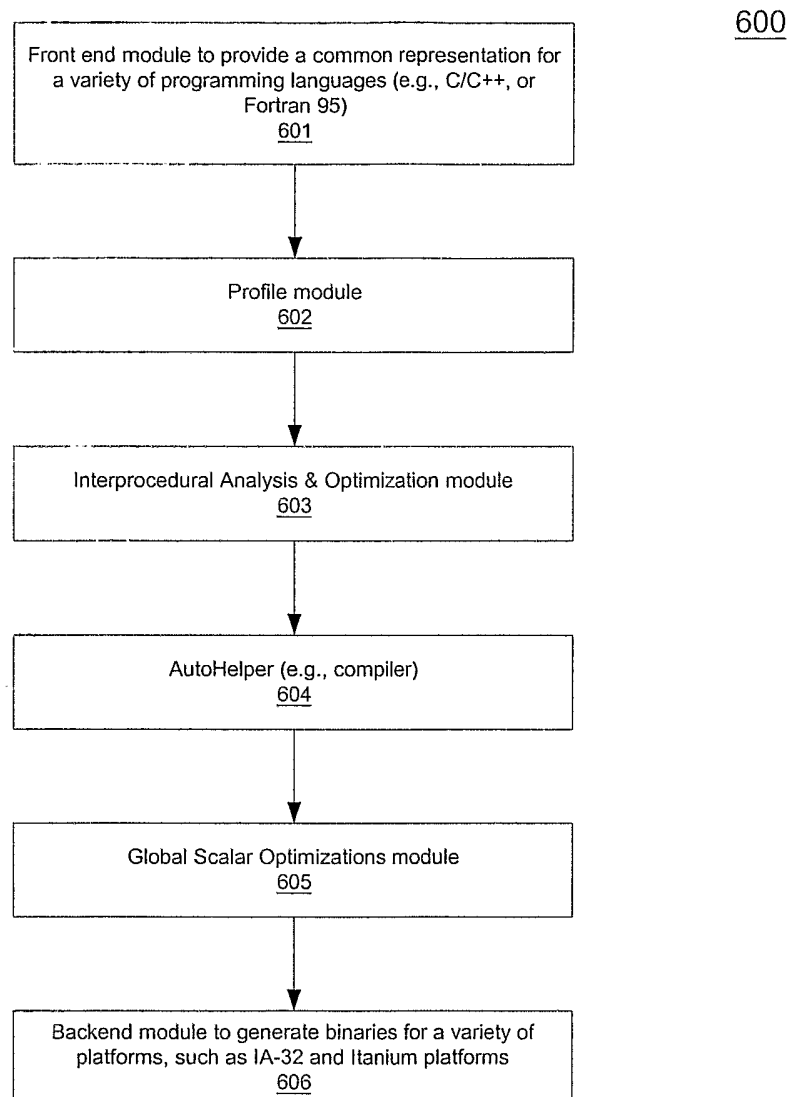 600
Front end module to provide a common representation for
a variety of programming languages (e.g., C/C++, or
Fortran 95)
601
Profile module
602
Interprocedural Analysis & Optimization module
603
AutoHelper (e.g., compiler)
604
Global Scalar Optimizations module
605
Backend module to generate binaries for a variety of
platforms, such as IA-32 and Itanium platforms
606